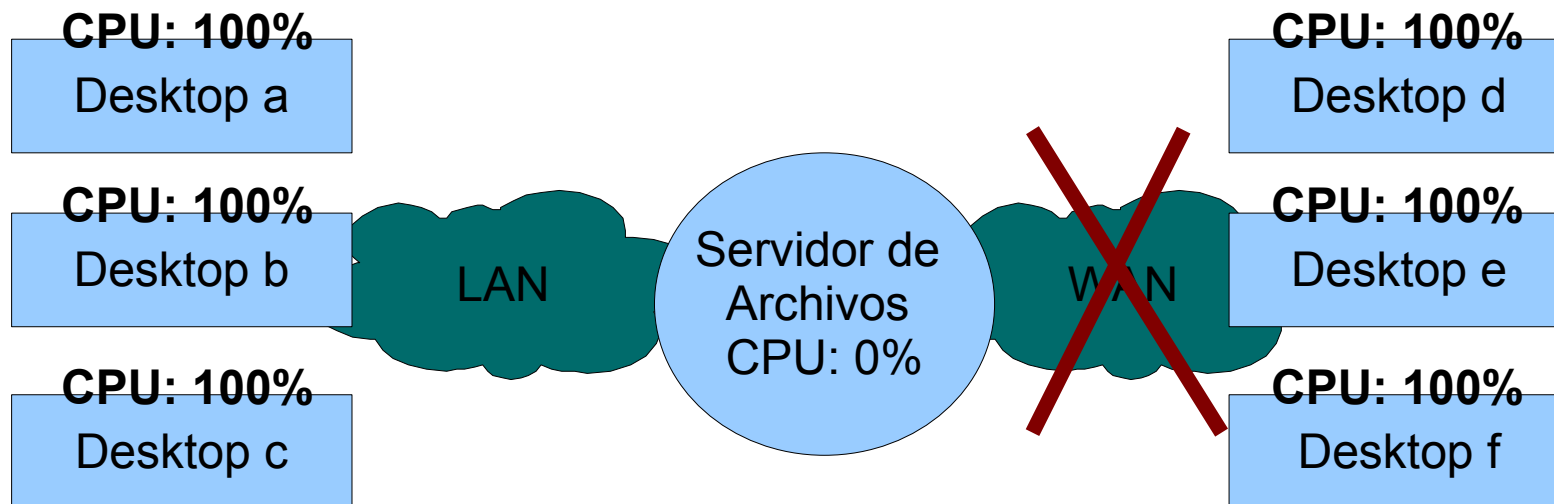 CPU: 100%
Desktop a
CPU: 100%
Desktop b
CPU: 100%
Desktop c
LAN
Servidor de
Archivos
CPU: 0%
WAN
CPU: 100%
Desktop d
CPU: 100%
Desktop e
CPU: 100%
Desktop f